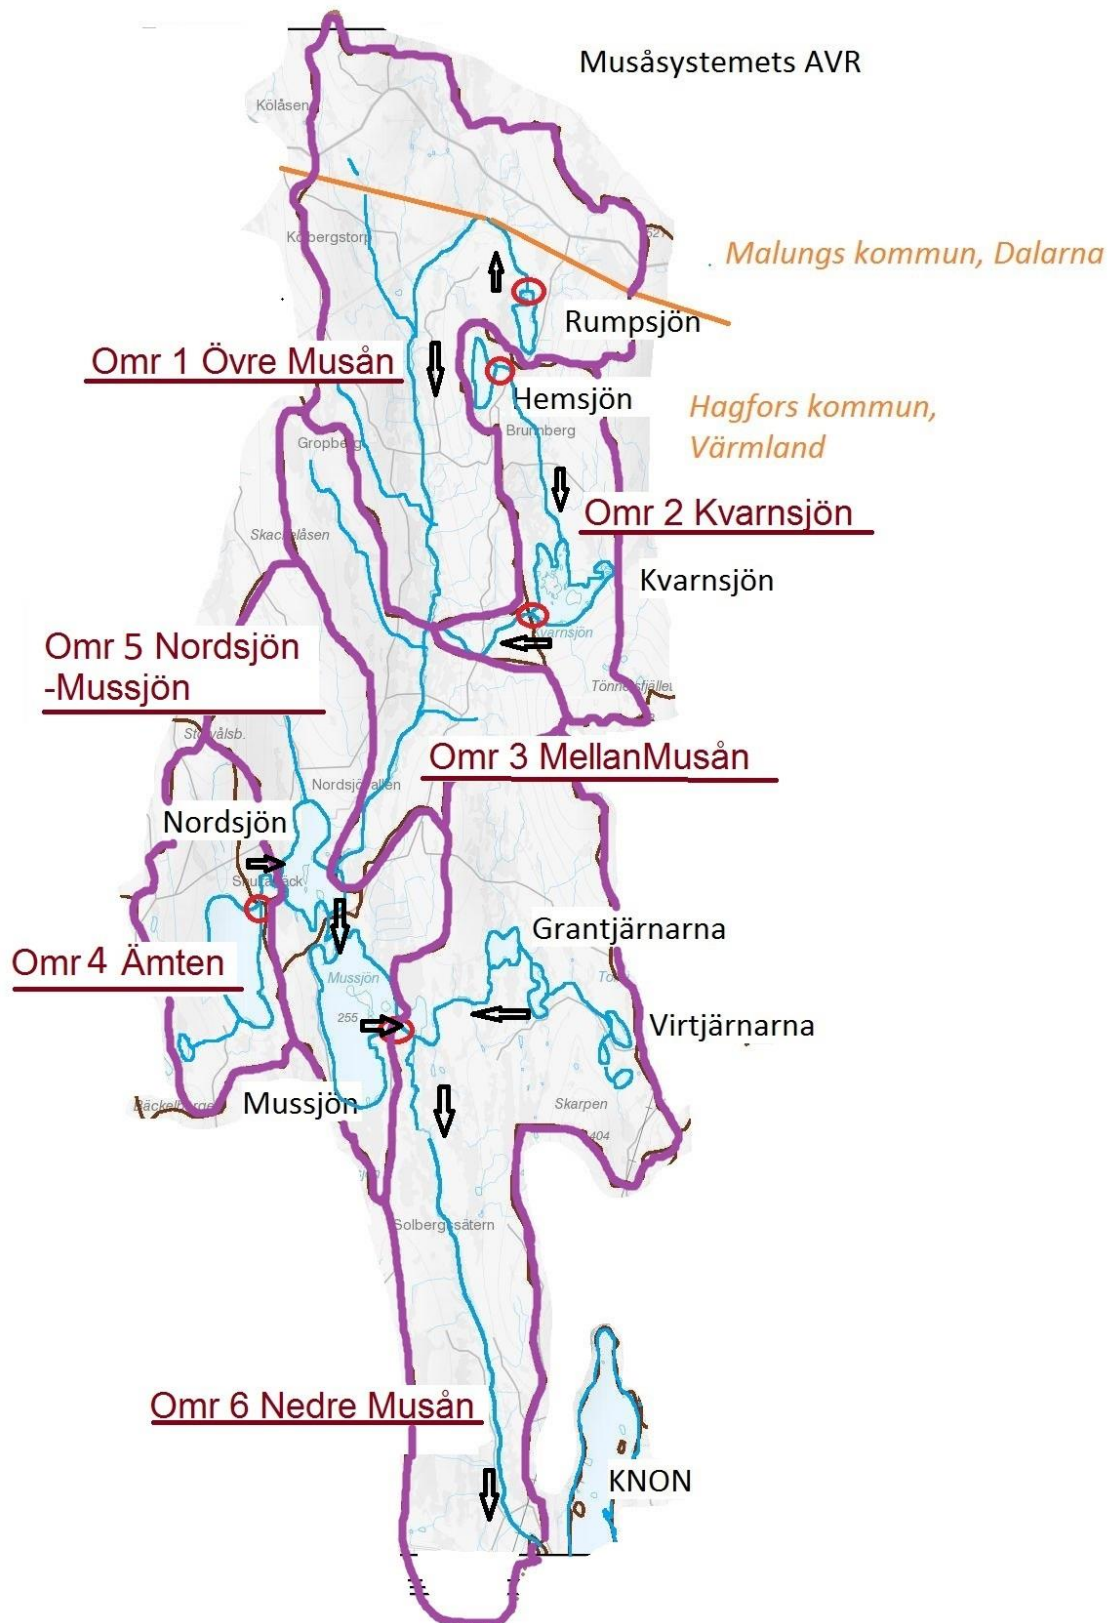 Musåsystemets AVR
Kölåsen
Malungs kommun, Dalarna
Rumpsjön
Omr 1 Övre Musån
Hemsjön
Hagfors kommun,
Värmland
Brunnberg
Omr 2 Kvarnsjön
Kvarnsjön
Omr 5 Nordsjön
-Mussjön
Omr 3 MellanMusån
Nordsjön
Grantjärnarna
Omr 4 Ämten
Mussjön
255
Virtjärnarna
Mussjön
Skarpen
404
Solbergssätern
Omr 6 Nedre Musån
KNON